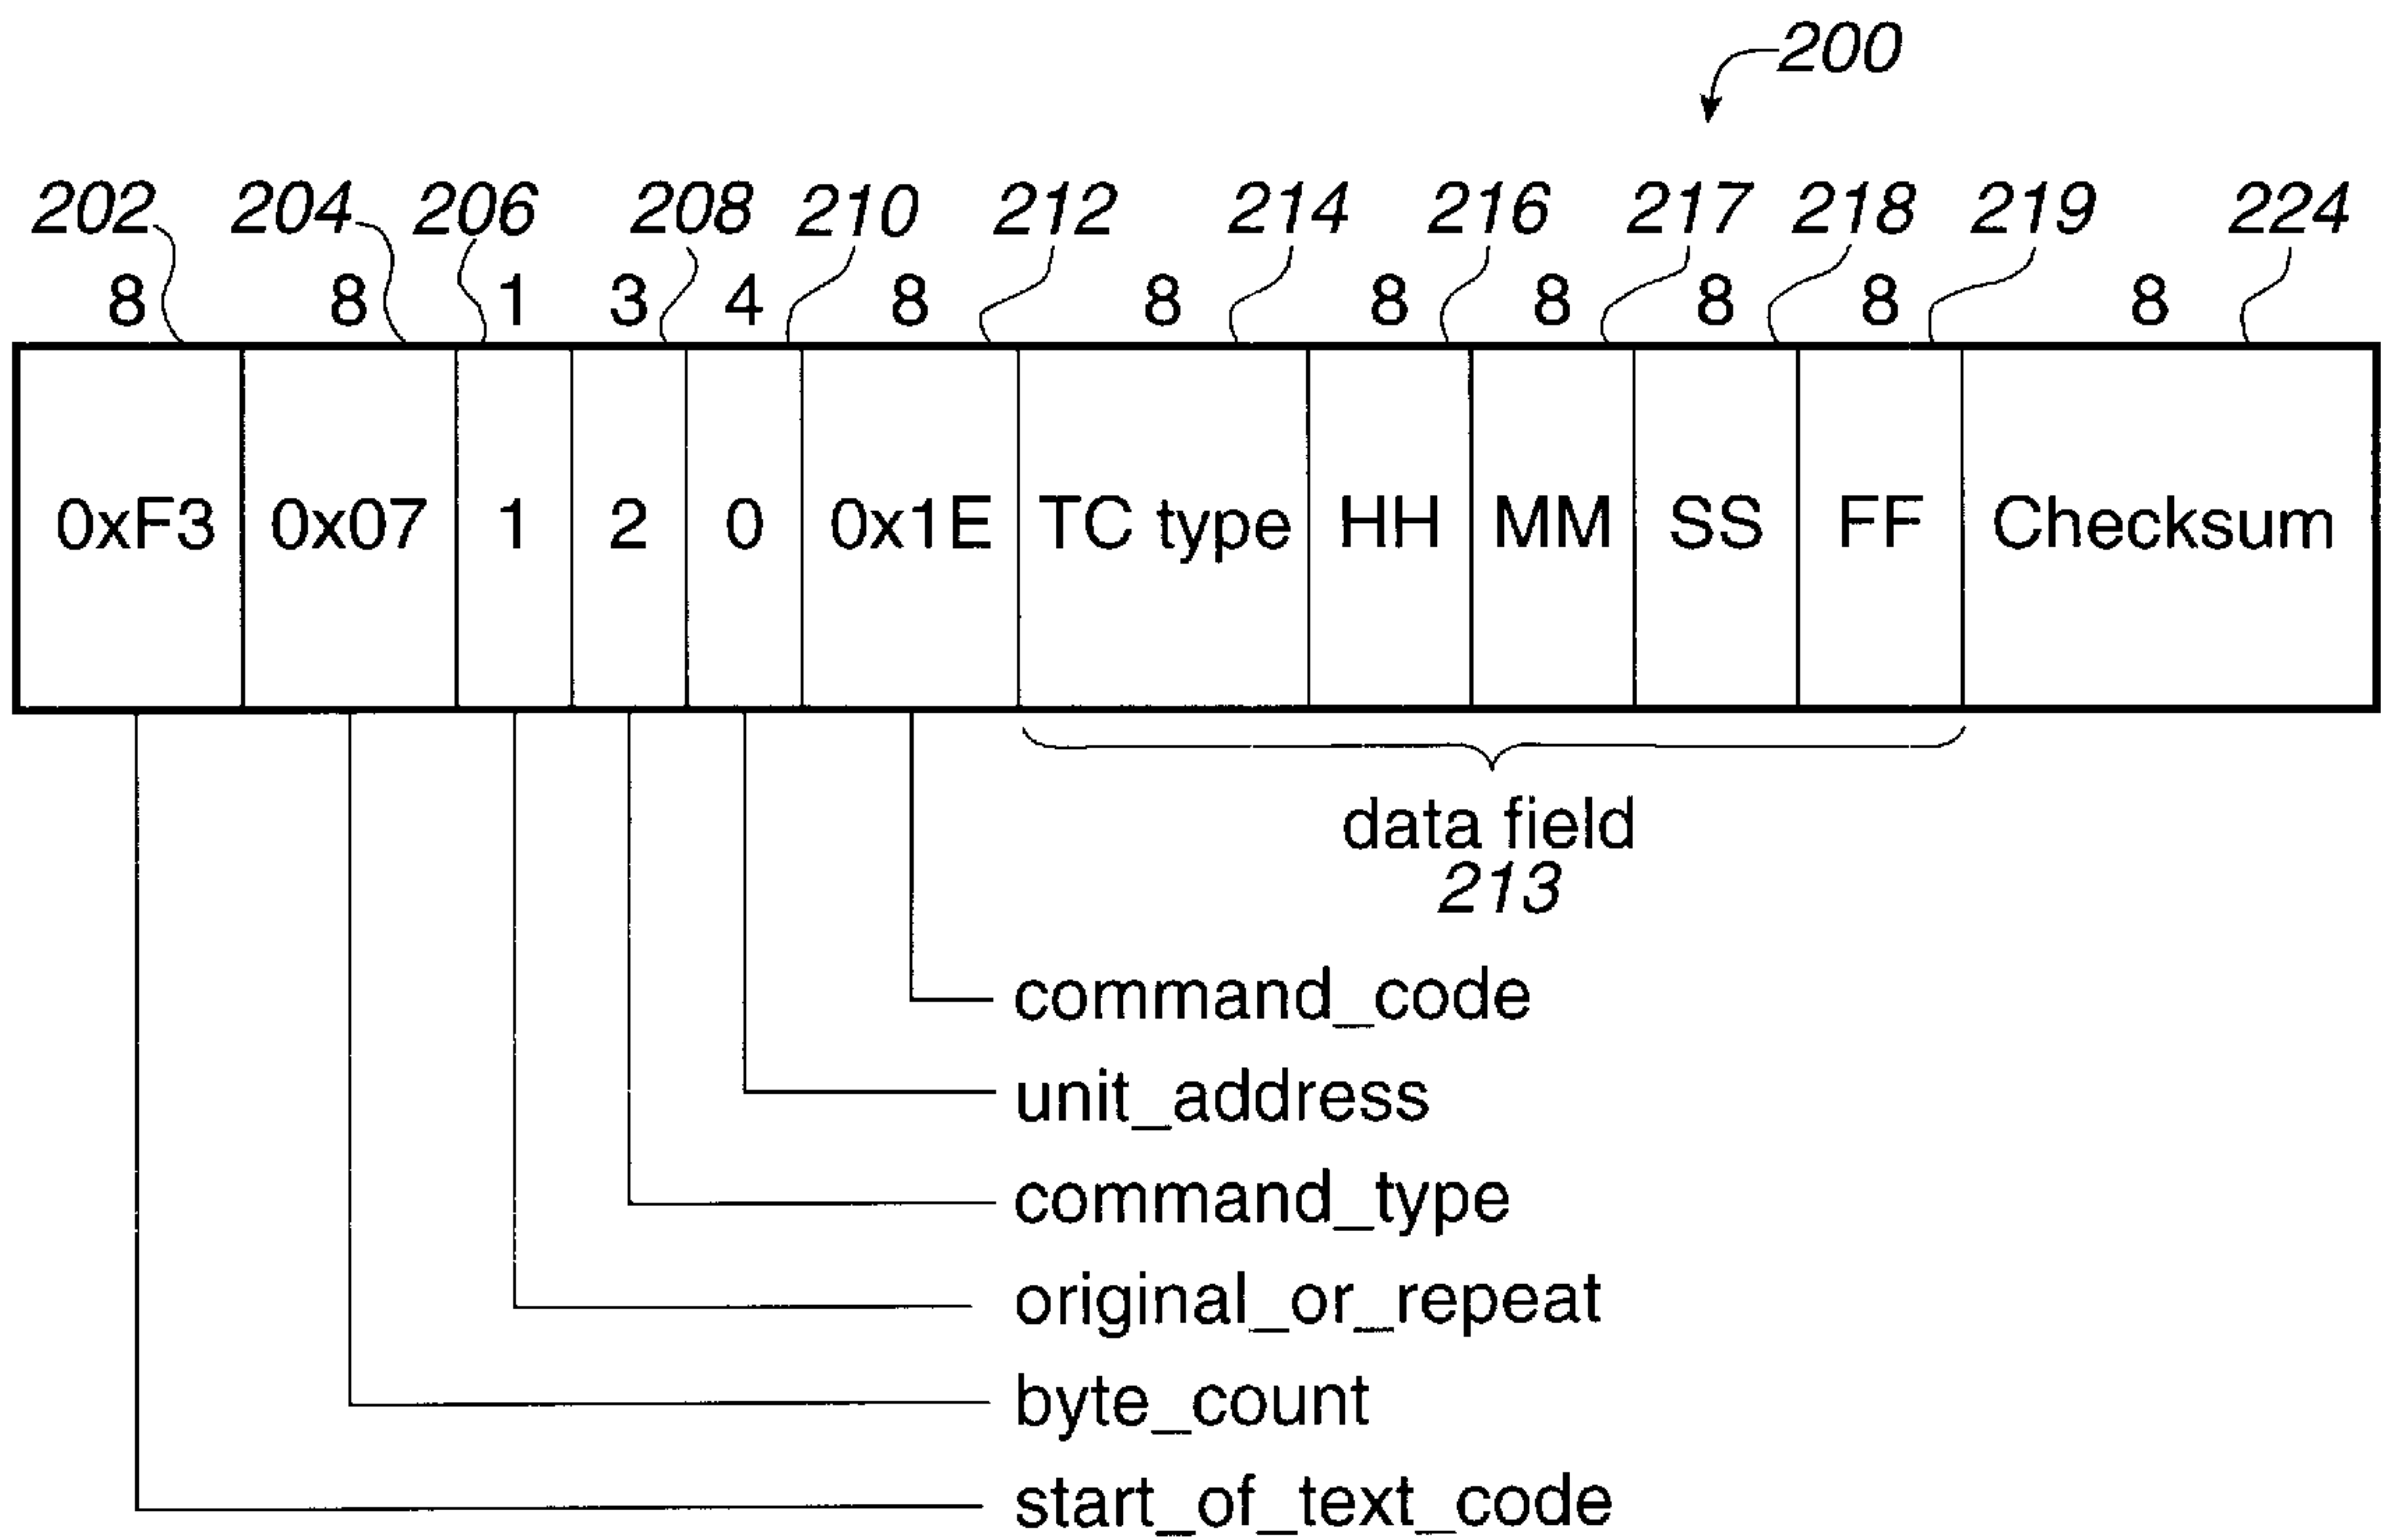 200
202 204 206 208 210 212 214 216 217 218 219 224
8 8 1 3 4 8 8 8 8 8 8 8
0xF3 0x07 1 2 0 0x1E TC type HH MM SS FF Checksum
data field
213
command_code
unit_address
command_type
original_or_repeat
byte_count
start_of_text_code